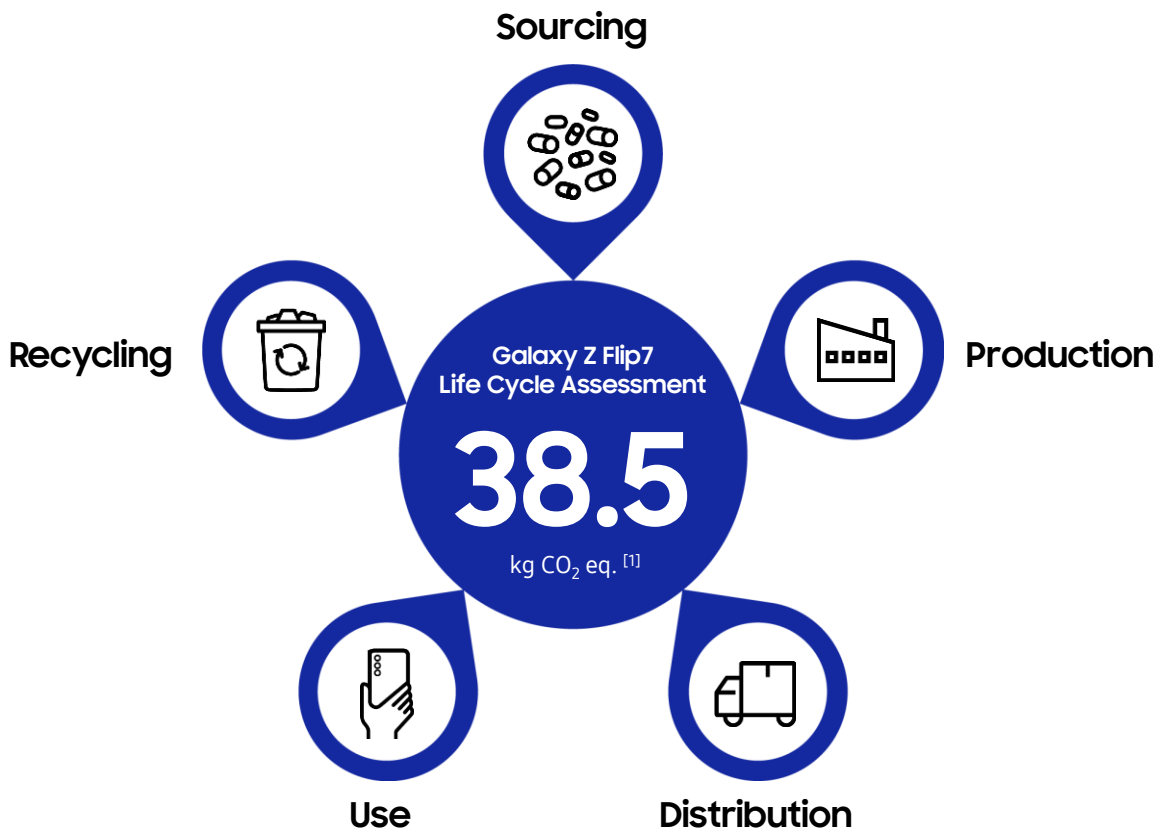 Sourcing
Recycling
Production
Galaxy Z Flip7
Life Cycle Assessment
38.5
kg CO₂ eq. [1]
Use
Distribution